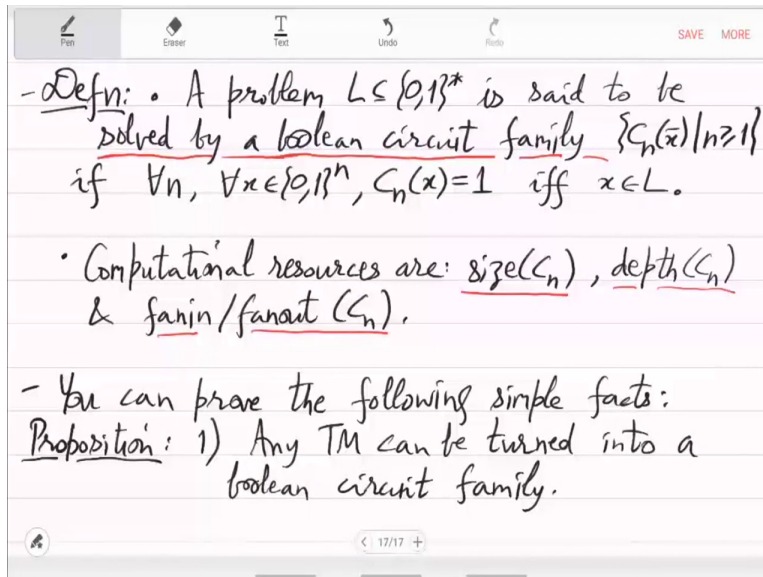 Pen Eraser Text Undo Redo SAVE MORE
- Defn: • A problem L ⊆ {0,1}* is said to be
solved by a boolean circuit family {Cn(x̄) | n≥1}
if ∀n, ∀x∈{0,1}ⁿ, Cn(x)=1 iff x∈L.
• Computational resources are: size(Cn), depth(Cn)
& fanin/fanout (Cn).
- You can prove the following simple facts:
Proposition: 1) Any TM can be turned into a
boolean circuit family.
< 17/17 +